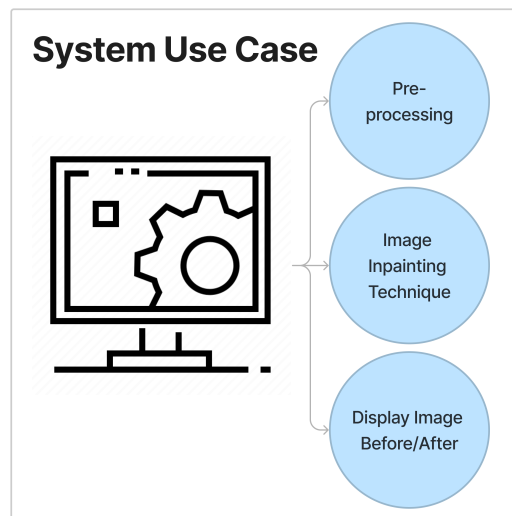 System Use Case
Pre-
processing
Image
Inpainting
Technique
Display Image
Before/After